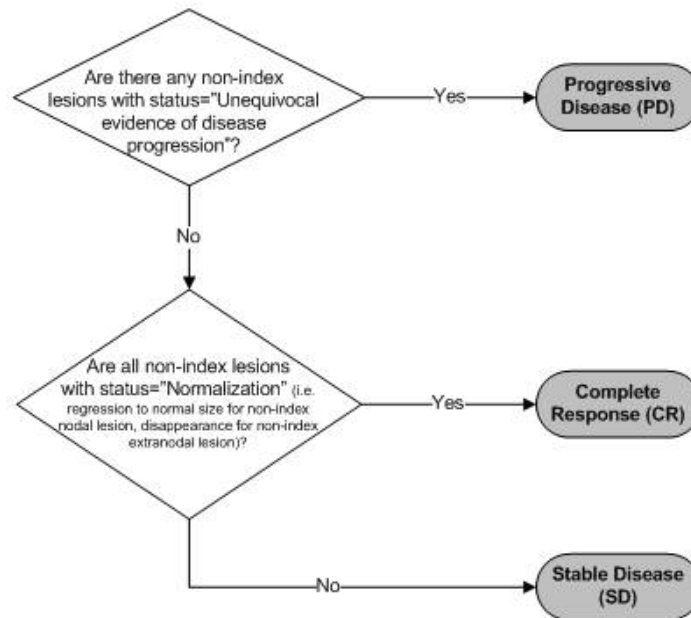 Are there any non-index
lesions with status="Unequivocal
evidence of disease
progression"?
Yes
Progressive
Disease (PD)
No
Are all non-index lesions
with status="Normalization" (i.e.
regression to normal size for non-index
nodal lesion, disappearance for non-index
extranodal lesion)?
Yes
Complete
Response (CR)
No
Stable Disease
(SD)